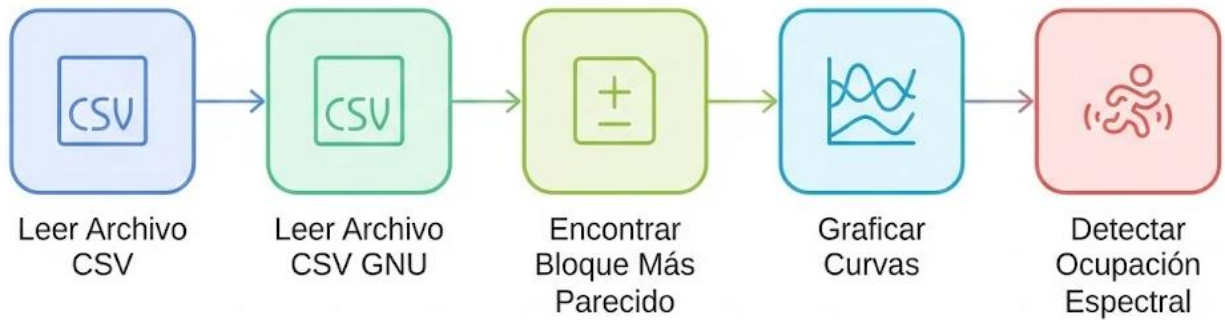 CSV
CSV
Leer Archivo
CSV
Leer Archivo
CSV GNU
Encontrar
Bloque Más
Parecido
Graficar
Curvas
Detectar
Ocupación
Espectral